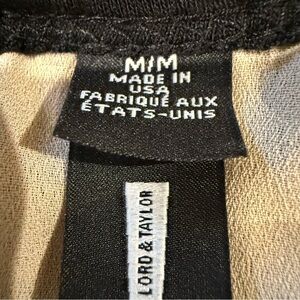 M/M
MADE IN
USA
FABRIQUÉ AUX
ÉTATS-UNIS
LORD & TAYLOR